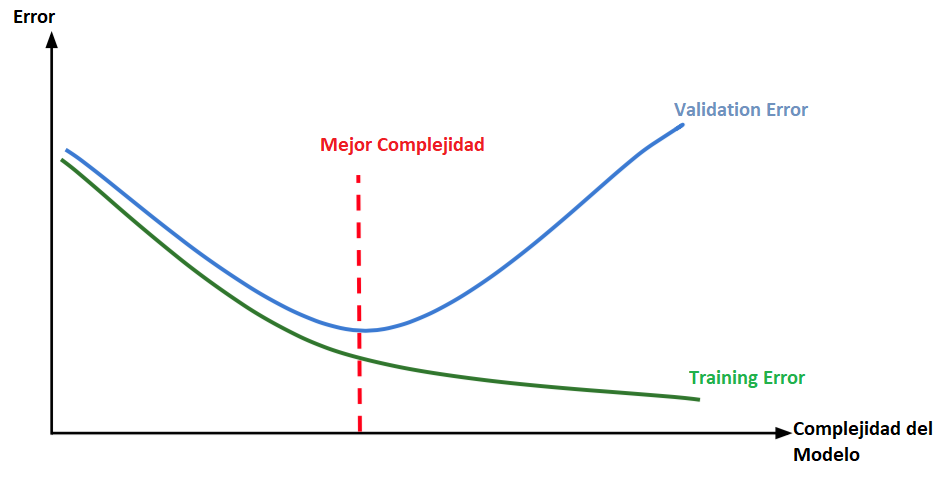 Error
Validation Error
Mejor Complejidad
Training Error
Complejidad del
Modelo